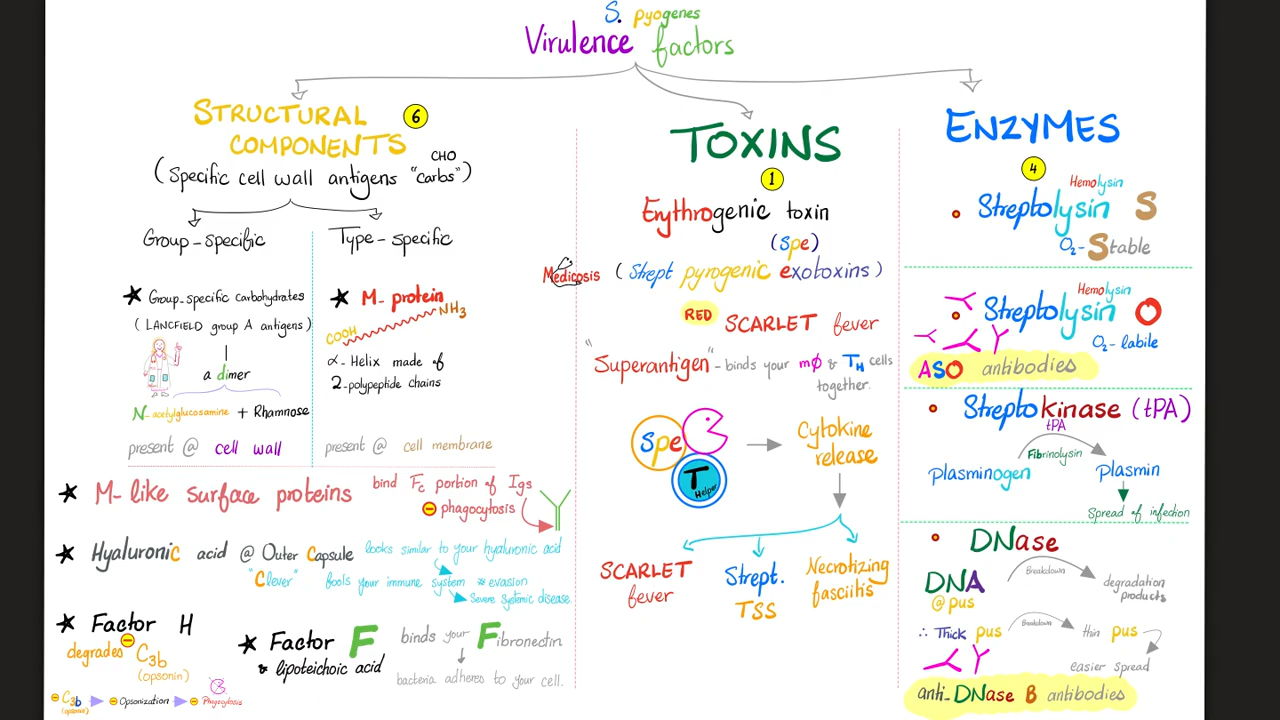 S. pyogenes
Virulence factors
STRUCTURAL COMPONENTS 6
(Specific cell wall antigens "Carbs")
CHO
Group-specific
★ Group-specific Carbohydrates
(LANCFIELD group A antigens)
a dimer
N-acetylglucosamine + Rhamnose
present @ cell wall
Type-specific
★ M-protein
COOH NH3
α-Helix made of
2-polypeptide chains
present @ cell membrane
★ M-like surface proteins bind Fc portion of Igs
⊖ phagocytosis
★ Hyaluronic acid @ Outer Capsule looks similar to your hyaluronic acid
"Clever" fools your immune system # evasion
Severe systemic disease.
★ Factor H
degrades ⊖ C3b
(opsonin)
⊖ C3b ⊖ Opsonization ⊖ Phagocytosis
(opsonin)
★ Factor F binds your Fibronectin
& lipoteichoic acid
bacteria adheres to your cell.
Medicosis
TOXINS
1
Erythrogenic toxin
(Spe)
(Strept pyrogenic exotoxins)
RED SCARLET fever
"Superantigen" - binds your mø & TH cells
together.
Spe
T
Helper
Cytokine
release
SCARLET
fever
Strept.
TSS
Necrotizing
fasciitis
ENZYMES
4
Hemolysin
• Streptolysin S
O2-Stable
Hemolysin
• Streptolysin O
O2-labile
ASO antibodies
• Streptokinase (tPA)
tPA
Fibrinolysin
Plasminogen Plasmin
Spread of infection
• DNase
DNA Breakdown degradation
@ pus products
∴ Thick pus Breakdown thin pus
easier spread
anti-DNase B antibodies